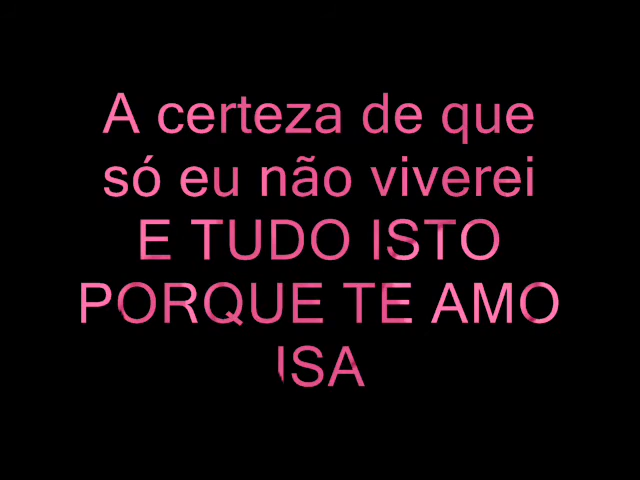 A certeza de que
só eu não viverei
E TUDO ISTO
PORQUE TE AMO
ISA